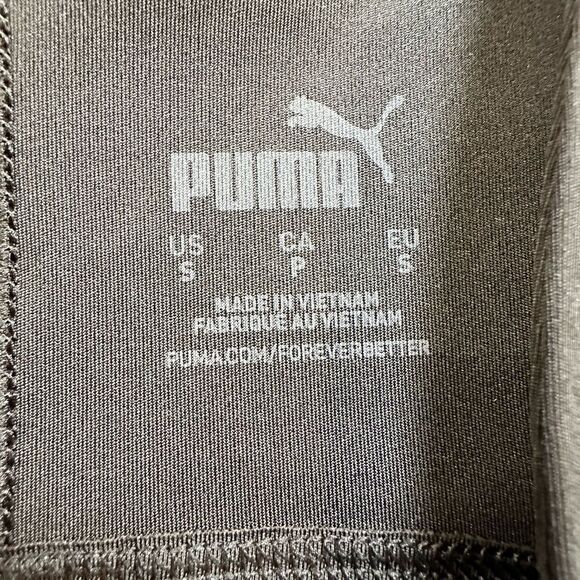 PUMA
US CA EU
S P S
MADE IN VIETNAM
FABRIQUE AU VIETNAM
PUMA.COM/FOREVERBETTER